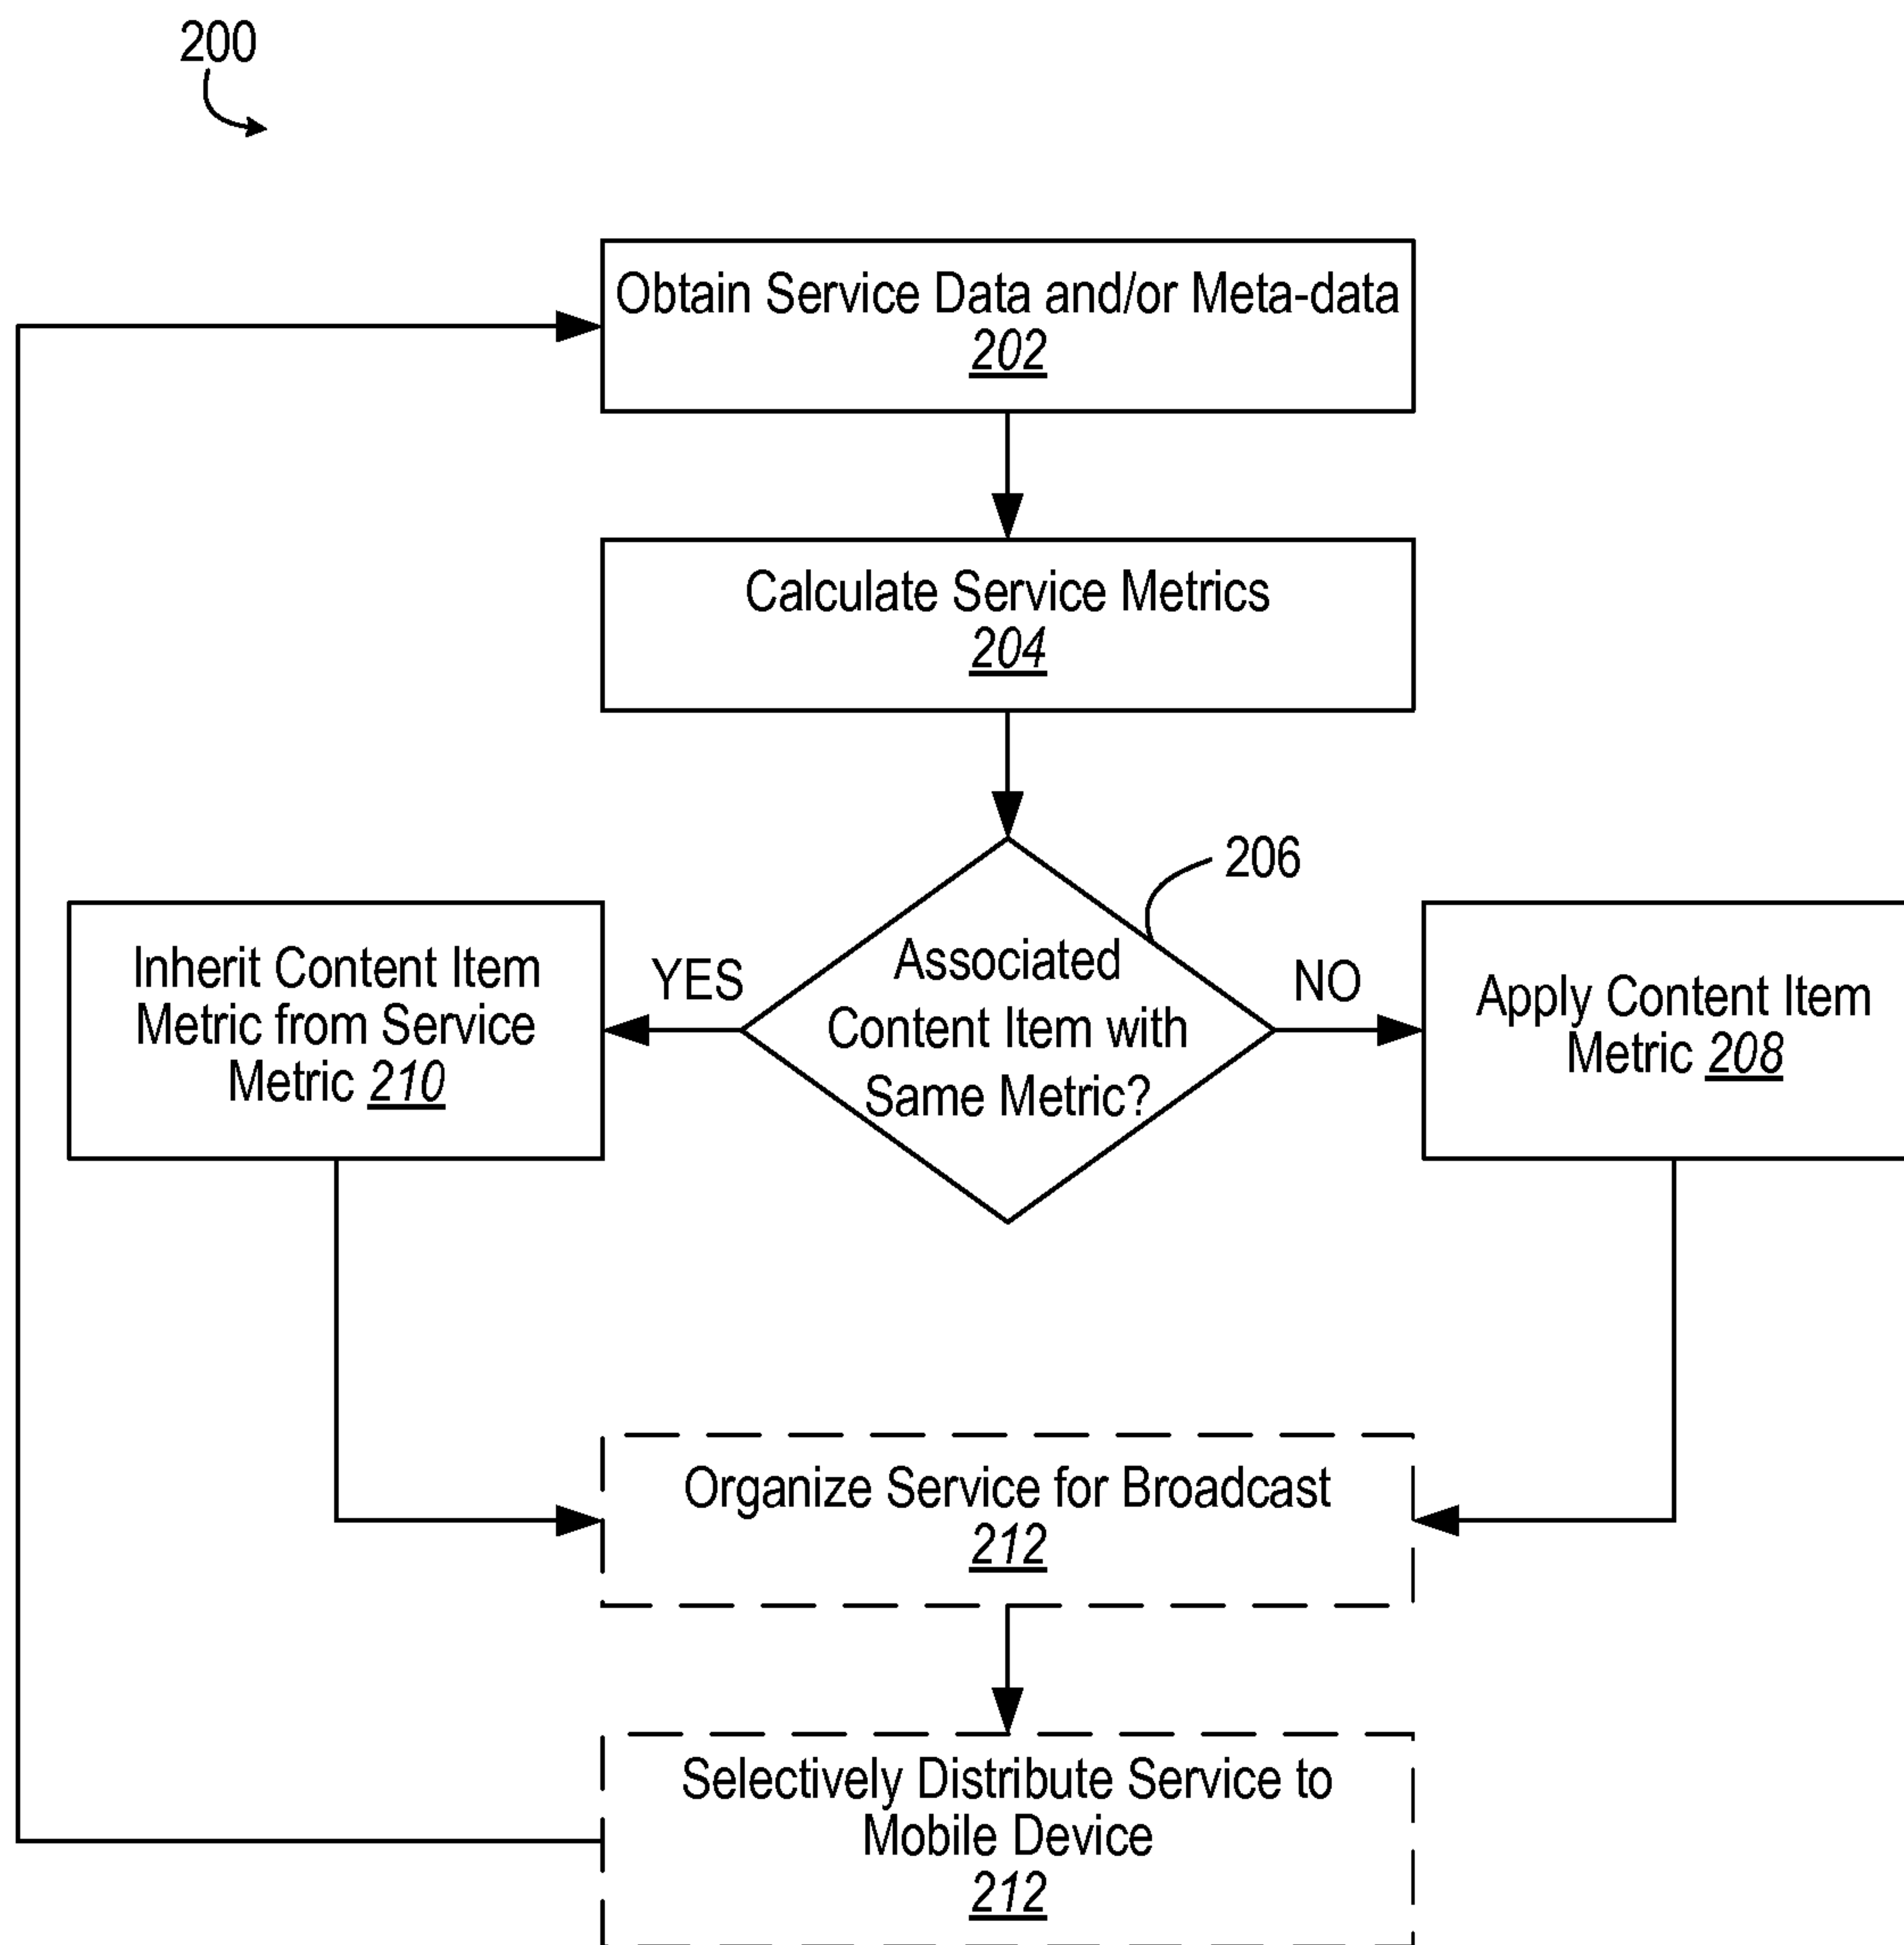 200
Obtain Service Data and/or Meta-data
202
Calculate Service Metrics
204
206
Associated
Content Item with
Same Metric?
YES
NO
Inherit Content Item
Metric from Service
Metric 210
Apply Content Item
Metric 208
Organize Service for Broadcast
212
Selectively Distribute Service to
Mobile Device
212